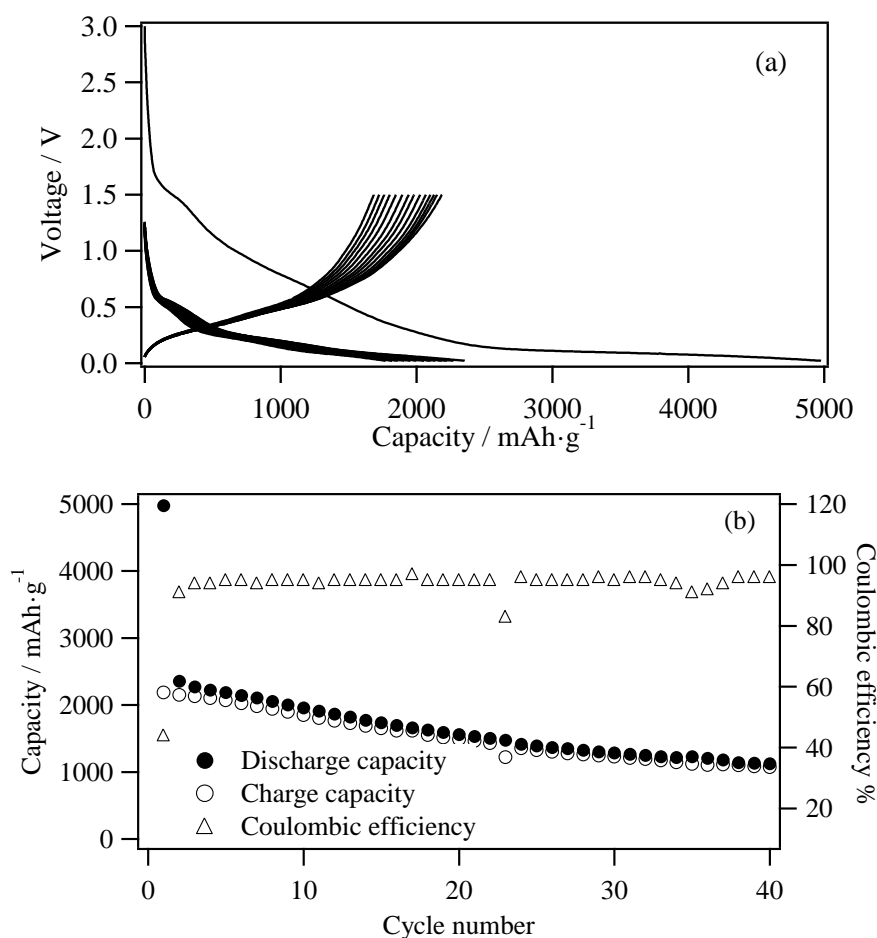 (a)
Voltage / V
3.0
2.5
2.0
1.5
1.0
0.5
0.0
0 1000 2000 3000 4000 5000
Capacity / mAh·g-1
(b)
Capacity / mAh·g-1
5000
4000
3000
2000
1000
0
120
100
80
60
40
20
Coulombic efficiency %
Discharge capacity
Charge capacity
Coulombic efficiency
0 10 20 30 40
Cycle number